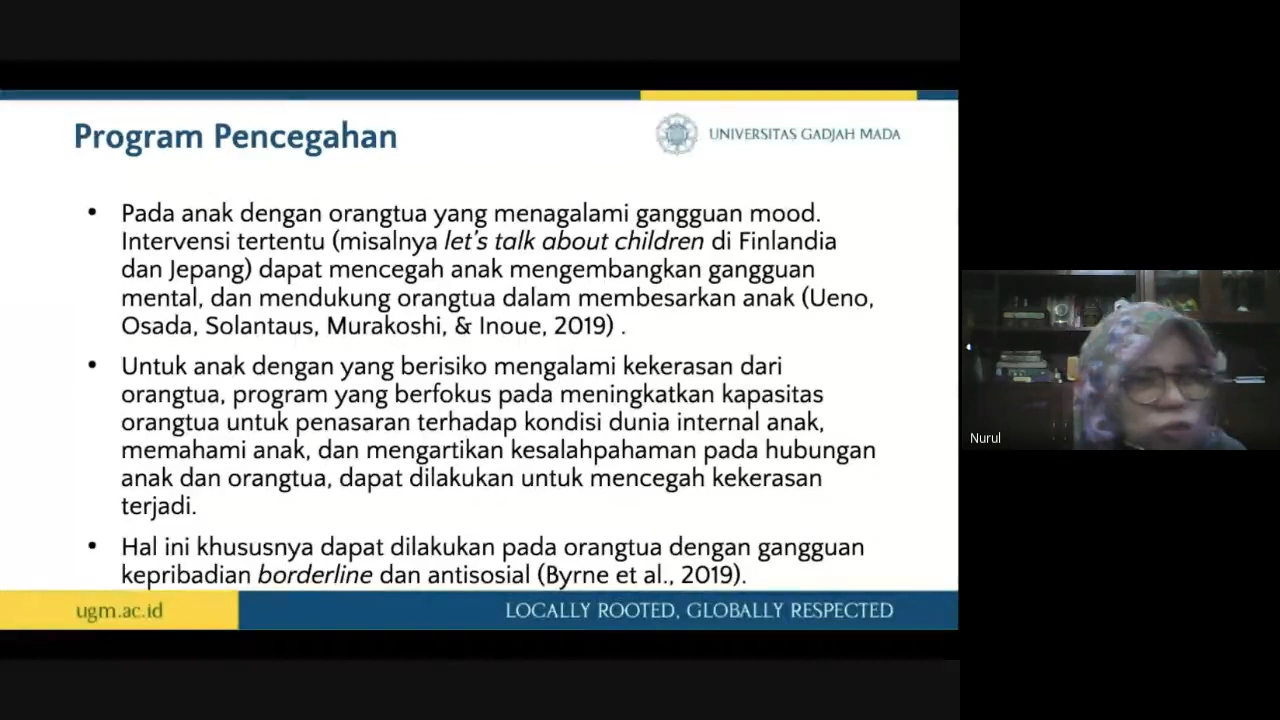 Program Pencegahan
UNIVERSITAS GADJAH MADA
• Pada anak dengan orangtua yang menagalami gangguan mood.
Intervensi tertentu (misalnya let's talk about children di Finlandia
dan Jepang) dapat mencegah anak mengembangkan gangguan
mental, dan mendukung orangtua dalam membesarkan anak (Ueno,
Osada, Solantaus, Murakoshi, & Inoue, 2019) .
• Untuk anak dengan yang berisiko mengalami kekerasan dari
orangtua, program yang berfokus pada meningkatkan kapasitas
orangtua untuk penasaran terhadap kondisi dunia internal anak,
memahami anak, dan mengartikan kesalahpahaman pada hubungan
anak dan orangtua, dapat dilakukan untuk mencegah kekerasan
terjadi.
• Hal ini khususnya dapat dilakukan pada orangtua dengan gangguan
kepribadian borderline dan antisosial (Byrne et al., 2019).
ugm.ac.id
LOCALLY ROOTED, GLOBALLY RESPECTED
Nurul